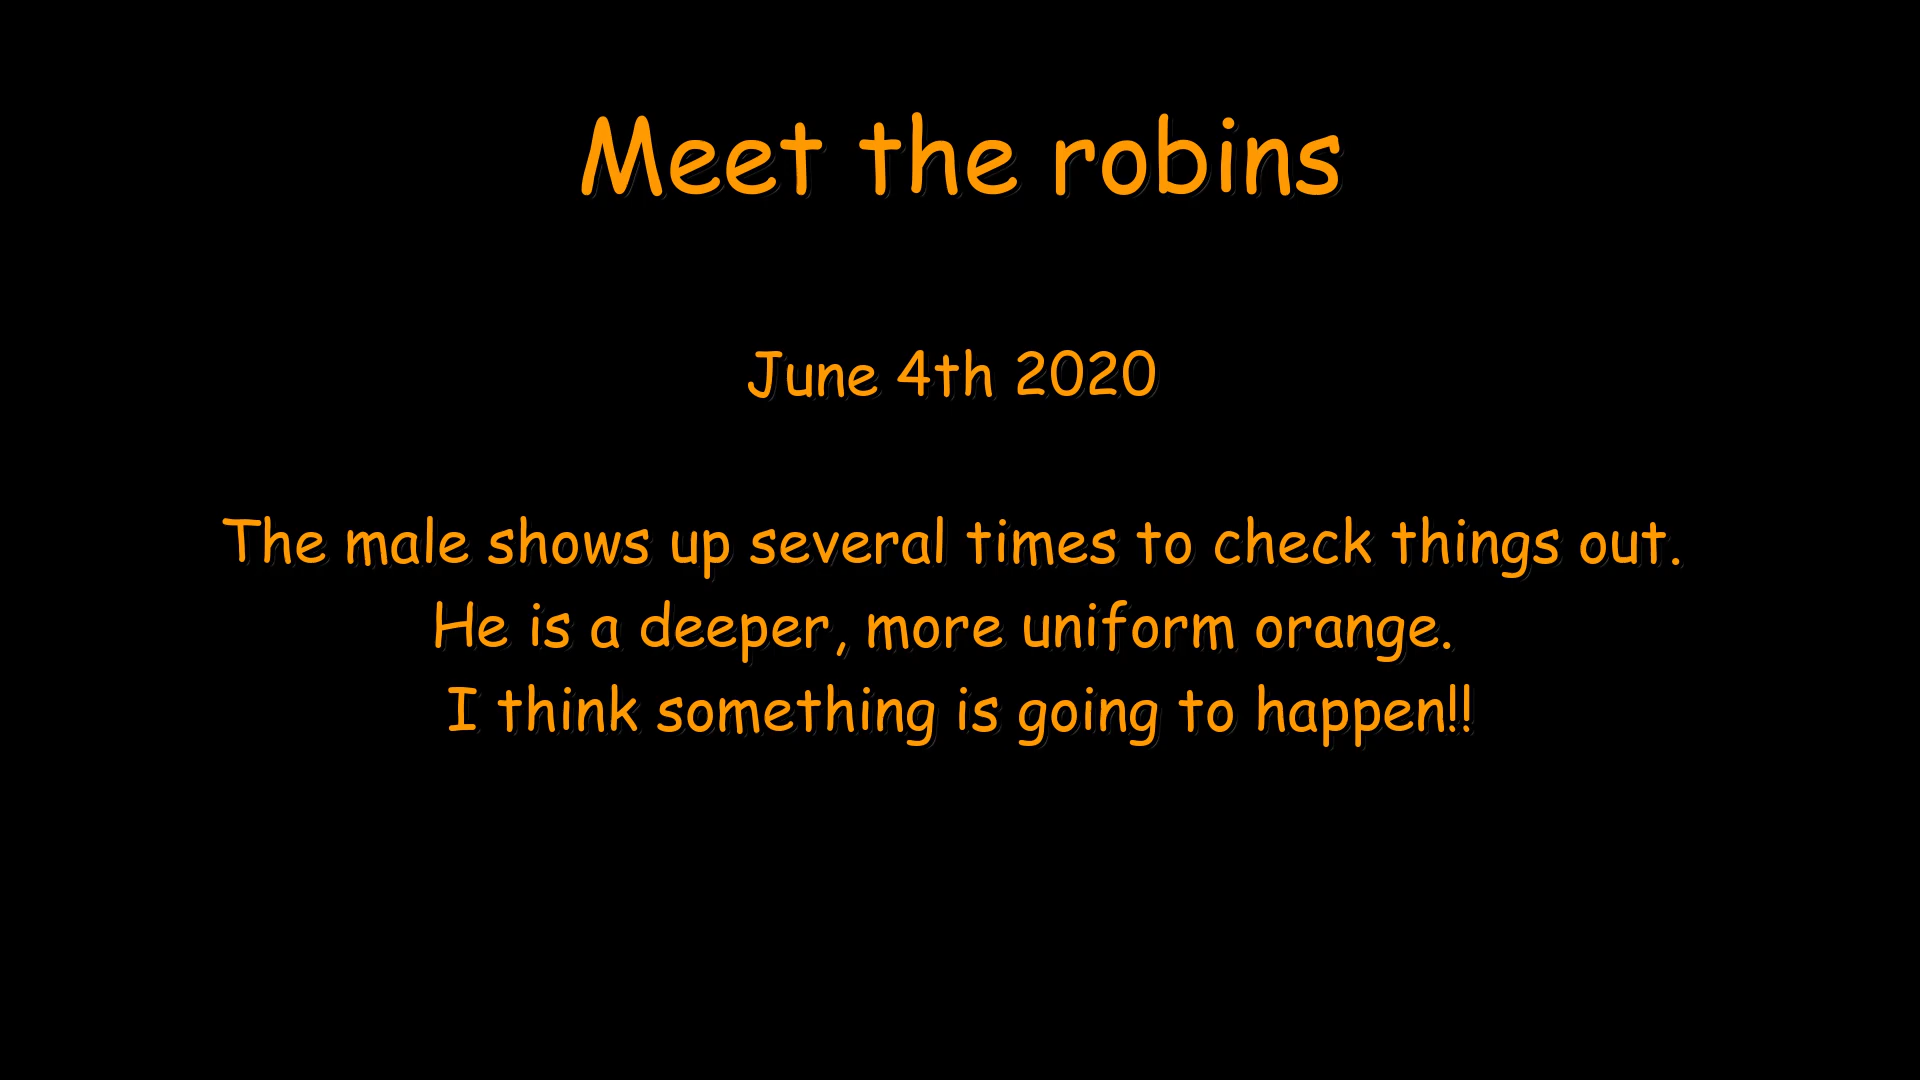 Meet the robins
June 4th 2020
The male shows up several times to check things out.
He is a deeper, more uniform orange.
I think something is going to happen!!